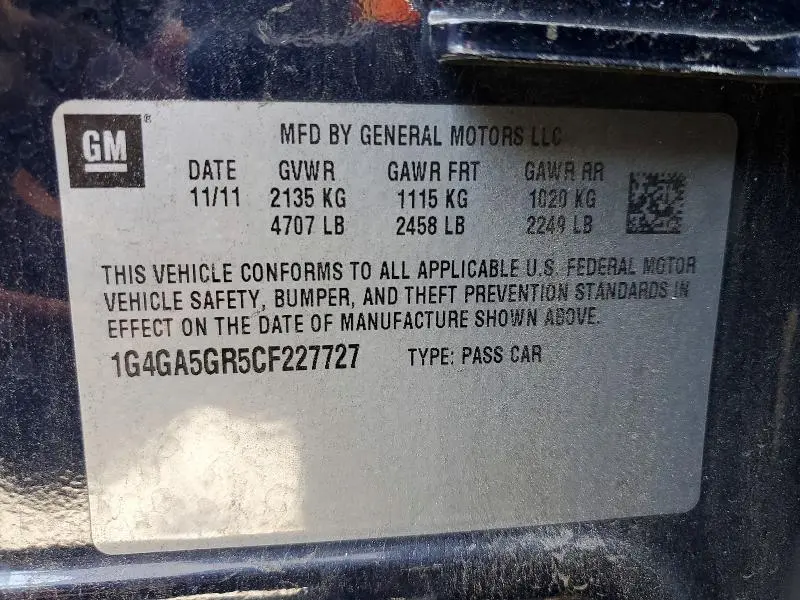 GM®
MFD BY GENERAL MOTORS LLC
DATE GVWR GAWR FRT GAWR RR
11/11 2135 KG 1115 KG 1020 KG
4707 LB 2458 LB 2249 LB
THIS VEHICLE CONFORMS TO ALL APPLICABLE U.S. FEDERAL MOTOR
VEHICLE SAFETY, BUMPER, AND THEFT PREVENTION STANDARDS IN
EFFECT ON THE DATE OF MANUFACTURE SHOWN ABOVE.
1G4GA5GR5CF227727 TYPE: PASS CAR